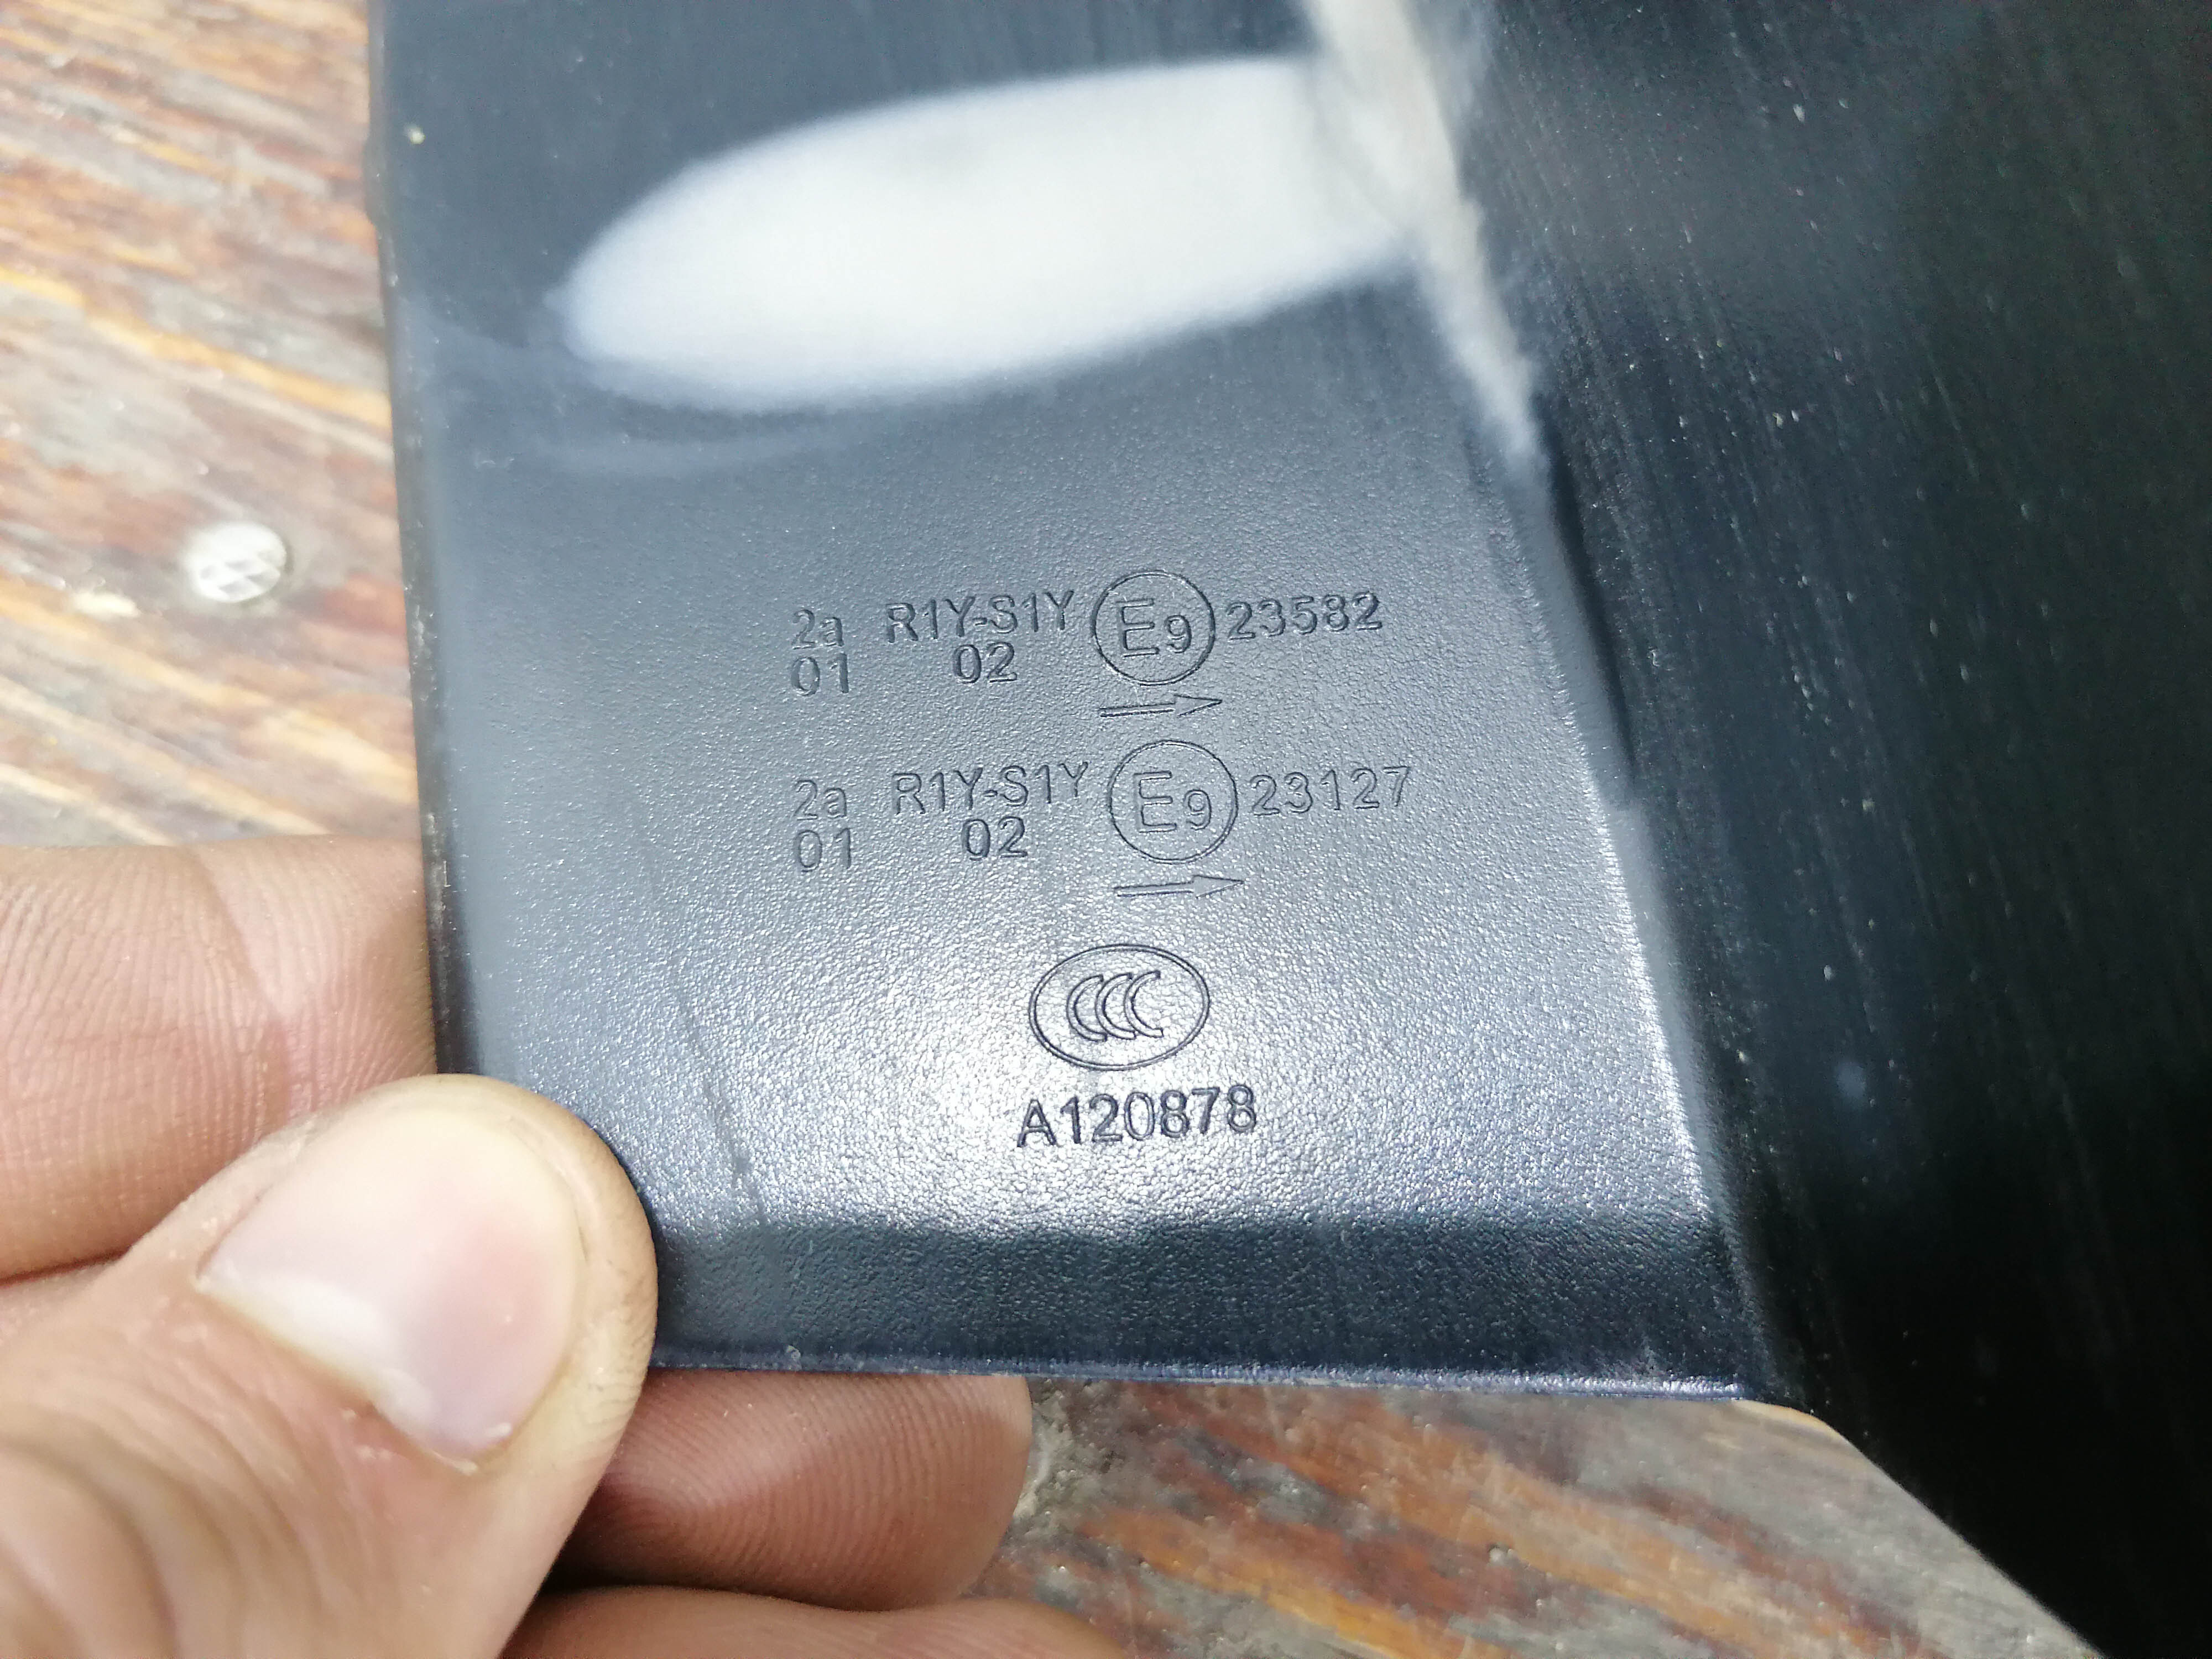 2a R1Y-S1Y E9 23582
01 02
→
2a R1Y-S1Y E9 23127
01 02
→
CCC
A120878